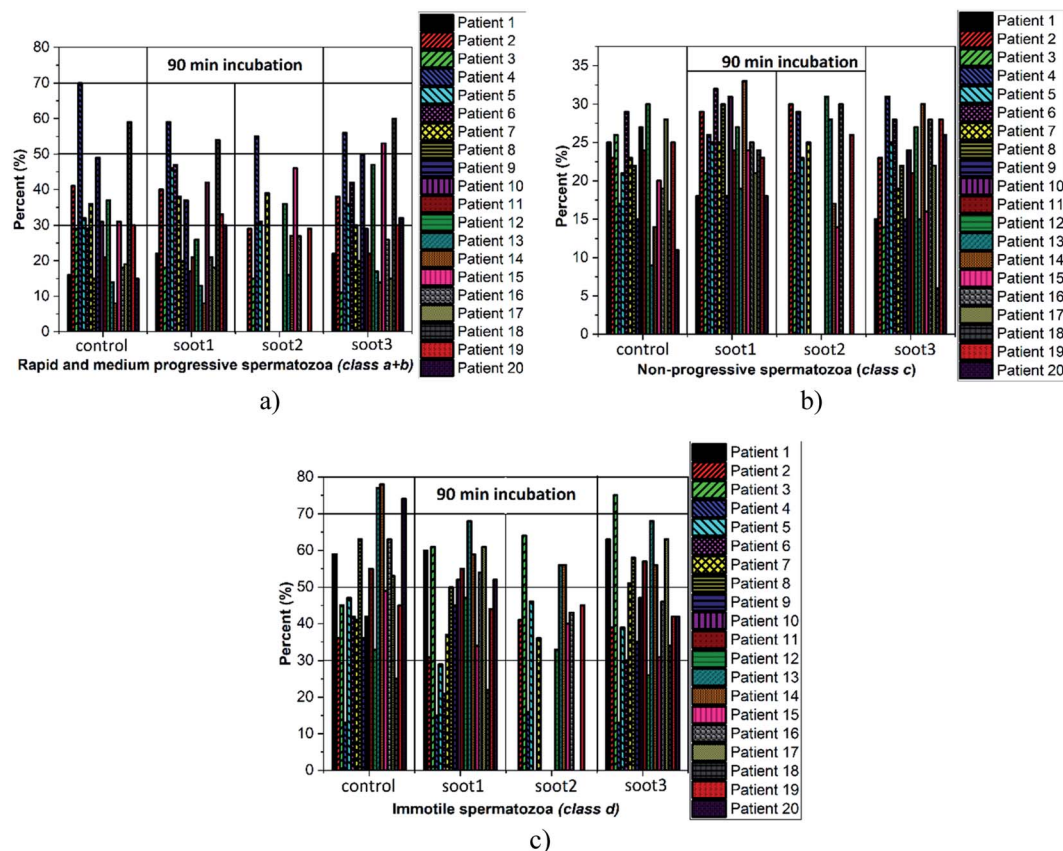 80
70
60
50
40
30
20
10
0
Percent (%)
90 min incubation
control
soot1
soot2
soot3
Rapid and medium progressive spermatozoa (class a+b)
Patient 1
Patient 2
Patient 3
Patient 4
Patient 5
Patient 6
Patient 7
Patient 8
Patient 9
Patient 10
Patient 11
Patient 12
Patient 13
Patient 14
Patient 15
Patient 16
Patient 17
Patient 18
Patient 19
Patient 20
a)
35
30
25
20
15
10
5
0
Percent (%)
90 min incubation
control
soot1
soot2
soot3
Non-progressive spermatozoa (class c)
Patient 1
Patient 2
Patient 3
Patient 4
Patient 5
Patient 6
Patient 7
Patient 8
Patient 9
Patient 10
Patient 11
Patient 12
Patient 13
Patient 14
Patient 15
Patient 16
Patient 17
Patient 18
Patient 19
Patient 20
b)
80
70
60
50
40
30
20
10
0
Percent (%)
90 min incubation
control
soot1
soot2
soot3
Immotile spermatozoa (class d)
Patient 1
Patient 2
Patient 3
Patient 4
Patient 5
Patient 6
Patient 7
Patient 8
Patient 9
Patient 10
Patient 11
Patient 12
Patient 13
Patient 14
Patient 15
Patient 16
Patient 17
Patient 18
Patient 19
Patient 20
c)